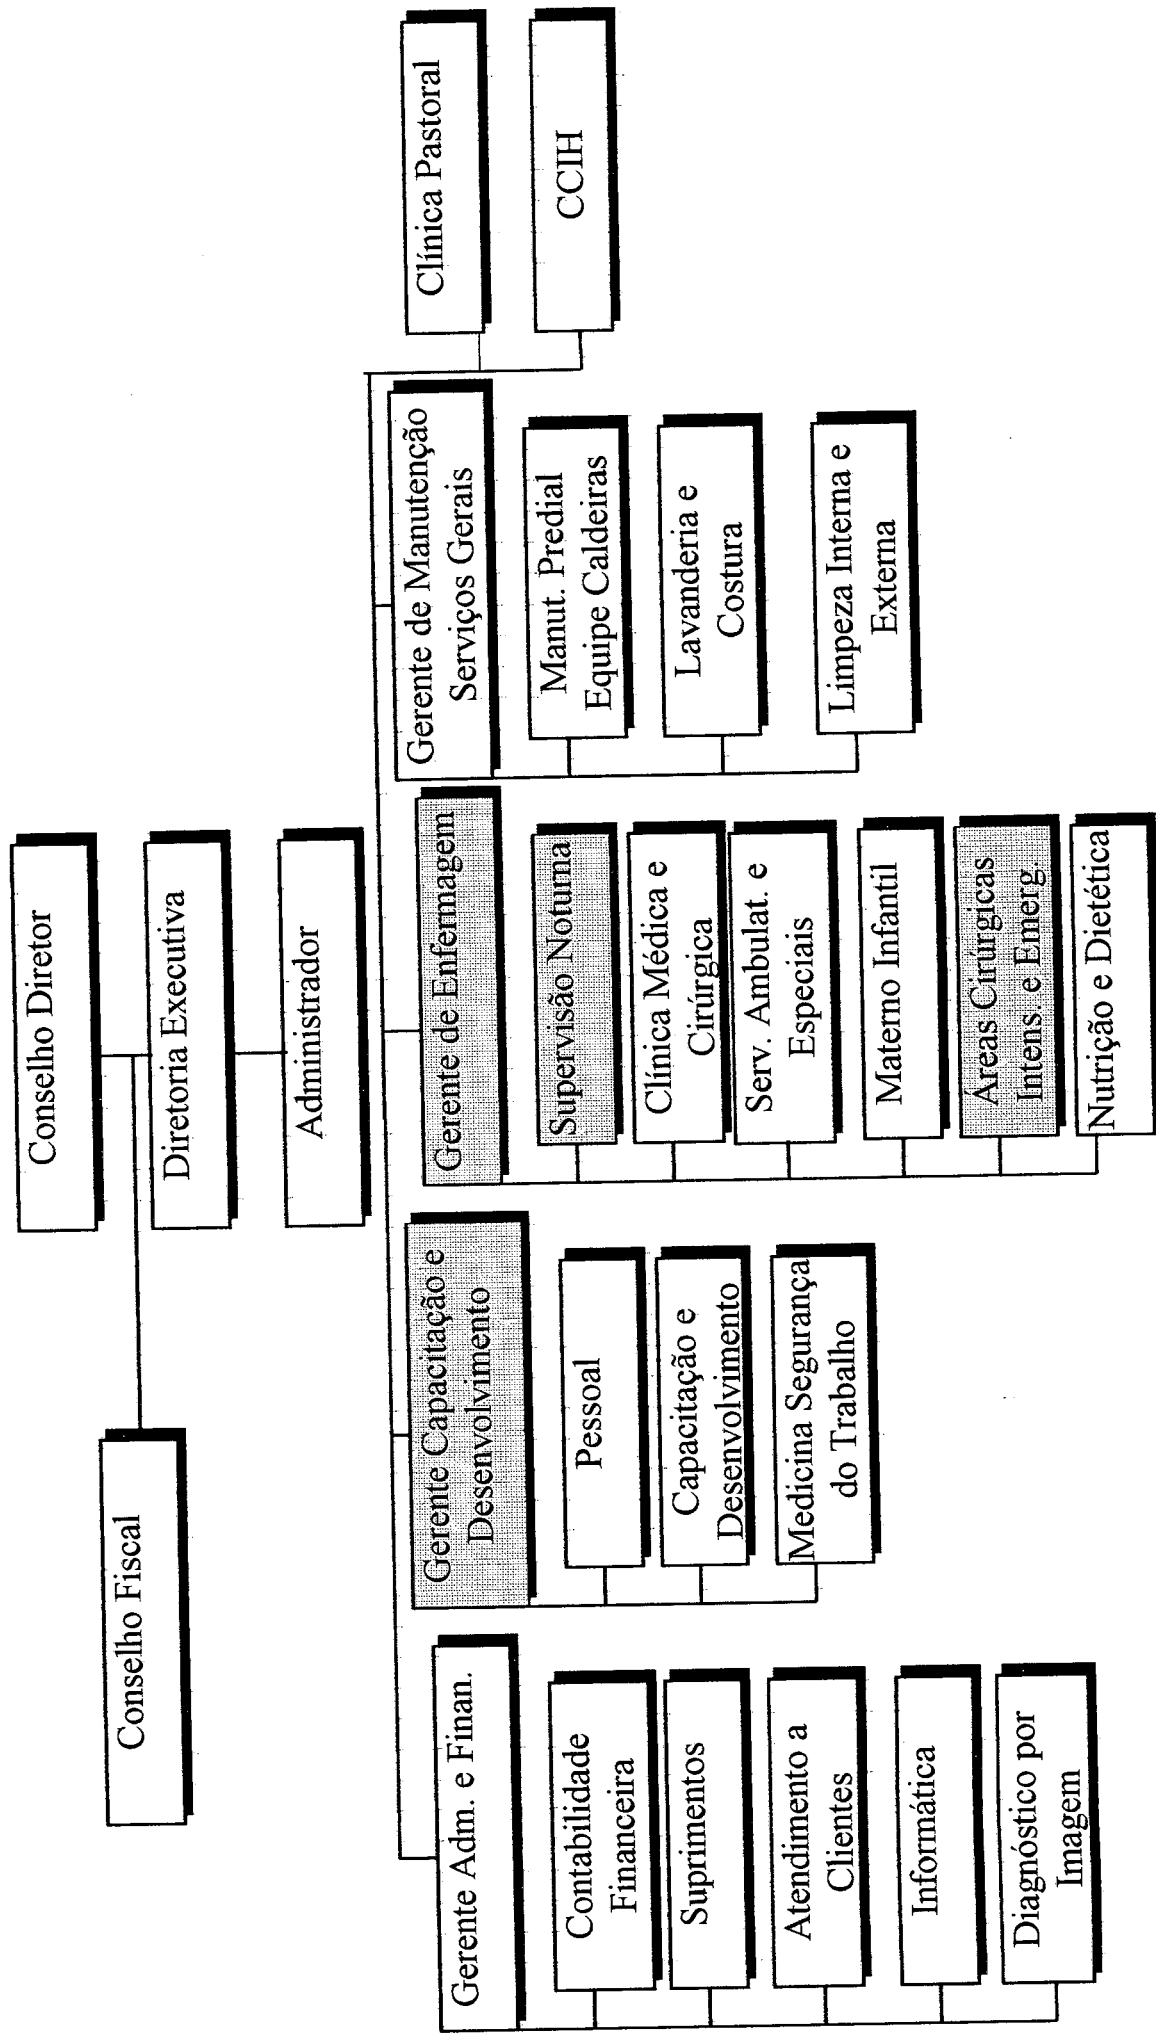 Conselho Diretor
Conselho Fiscal
Diretoria Executiva
Administrador
Gerente Adm. e Finan.
Contabilidade
Financeira
Suprimentos
Atendimento a
Clientes
Informática
Diagnóstico por
Imagem
Gerente Capacitação e
Desenvolvimento
Pessoal
Capacitação e
Desenvolvimento
Medicina Segurança
do Trabalho
Gerente de Enfermagem
Supervisão Noturna
Clínica Médica e
Cirúrgica
Serv. Ambulat. e
Especiais
Materno Infantil
Áreas Cirúrgicas
Intens. e Emerg.
Nutrição e Dietética
Gerente de Manutenção
Serviços Gerais
Manut. Predial
Equipe Caldeiras
Lavanderia e
Costura
Limpeza Interna e
Externa
Clínica Pastoral
CCIH